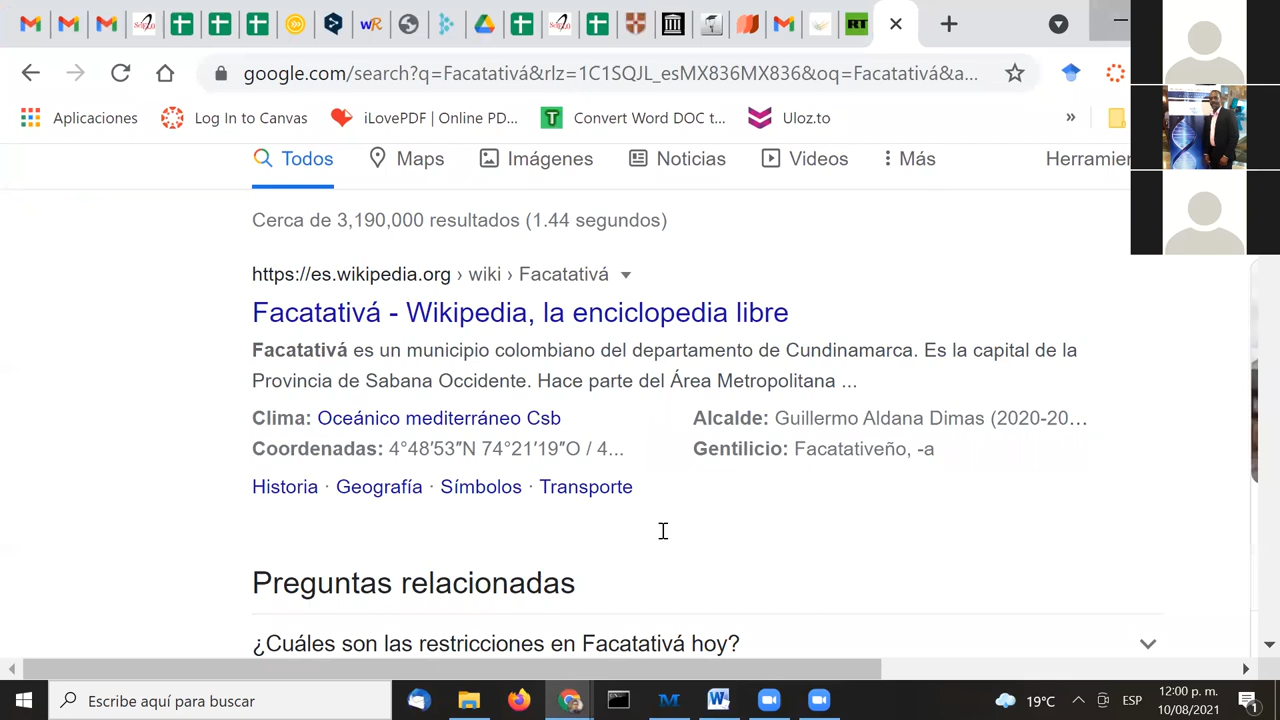 wR
RT
google.com/search?q=Facatativá&rlz=1C1SQJL_esMX836MX836&oq=Facatativá&a...
Aplicaciones
Log In to Canvas
iLovePDF | Online PD...
T
Convert Word DOC t...
Uloz.to
»
Todos
Maps
Imágenes
Noticias
Videos
Más
Herramier
Cerca de 3,190,000 resultados (1.44 segundos)
https://es.wikipedia.org › wiki › Facatativá
Facatativá - Wikipedia, la enciclopedia libre
Facatativá es un municipio colombiano del departamento de Cundinamarca. Es la capital de la
Provincia de Sabana Occidente. Hace parte del Área Metropolitana ...
Clima: Oceánico mediterráneo Csb
Alcalde: Guillermo Aldana Dimas (2020-20...
Coordenadas: 4°48′53″N 74°21′19″O / 4...
Gentilicio: Facatativeño, -a
Historia · Geografía · Símbolos · Transporte
Preguntas relacionadas
¿Cuáles son las restricciones en Facatativá hoy?
Escribe aquí para buscar
19°C
ESP
12:00 p. m.
10/08/2021
1